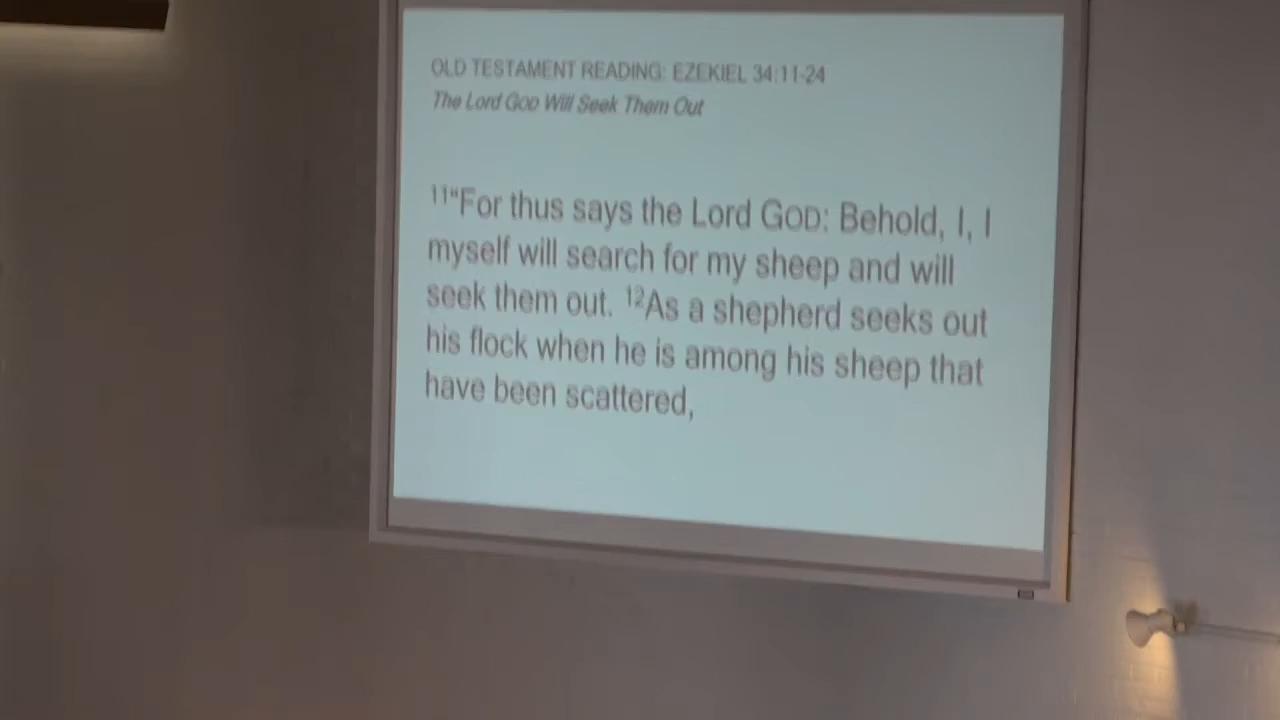 OLD TESTAMENT READING: EZEKIEL 34:11-24
The Lord GOD Will Seek Them Out
¹¹“For thus says the Lord GOD: Behold, I, I
myself will search for my sheep and will
seek them out. ¹²As a shepherd seeks out
his flock when he is among his sheep that
have been scattered,